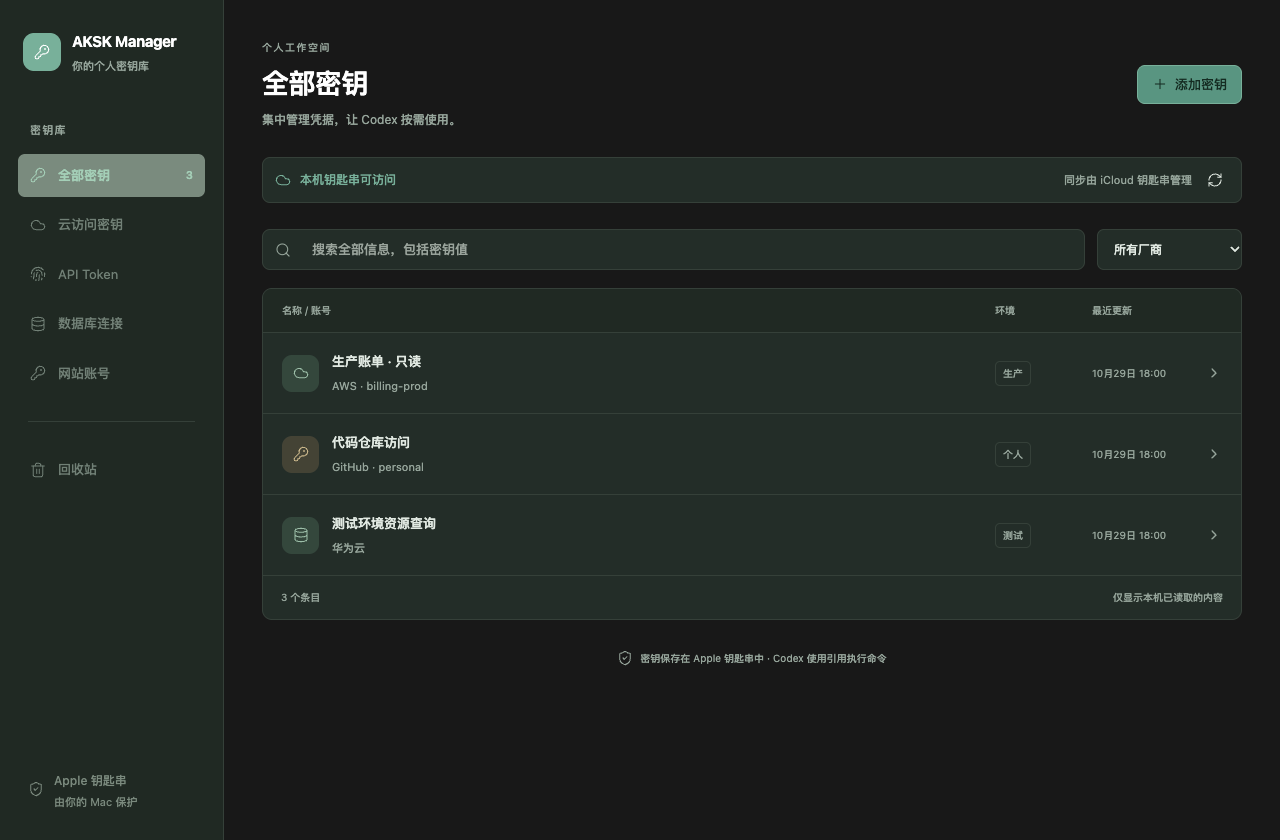 AKSK Manager
你的个人密钥库
密钥库
全部密钥 3
云访问密钥
API Token
数据库连接
网站账号
回收站
Apple 钥匙串
由你的 Mac 保护
个人工作空间
全部密钥
集中管理凭据，让 Codex 按需使用。
添加密钥
本机钥匙串可访问
同步由 iCloud 钥匙串管理
搜索全部信息，包括密钥值
所有厂商
名称 / 账号 环境 最近更新
生产账单 · 只读
AWS · billing-prod
生产
10月29日 18:00
代码仓库访问
GitHub · personal
个人
10月29日 18:00
测试环境资源查询
华为云
测试
10月29日 18:00
3 个条目
仅显示本机已读取的内容
密钥保存在 Apple 钥匙串中 · Codex 使用引用执行命令